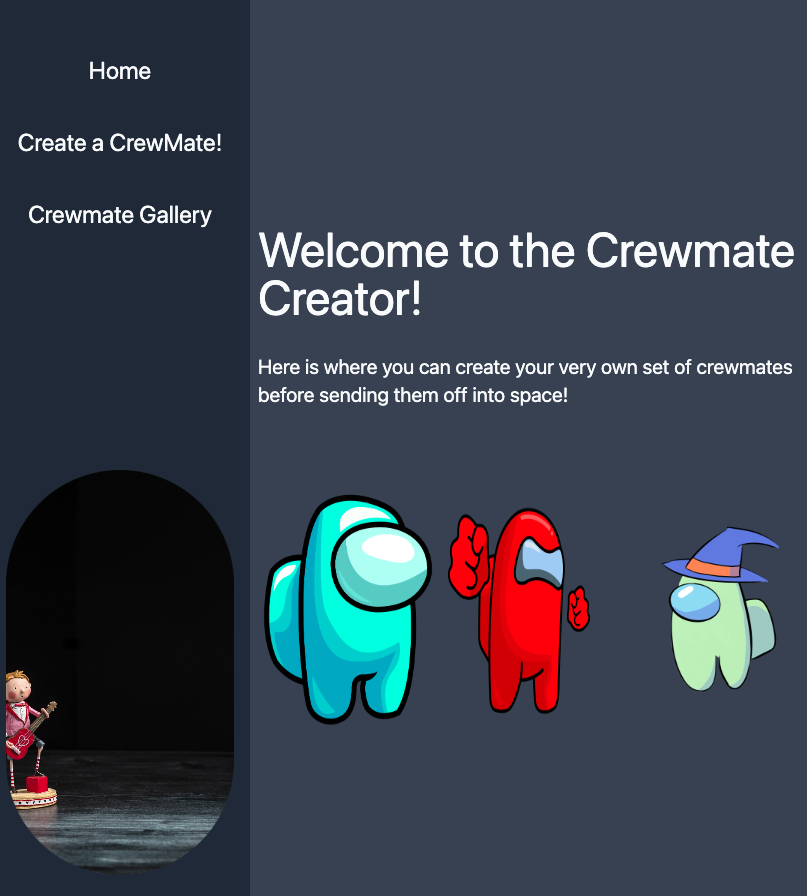 Home
Create a CrewMate!
Crewmate Gallery
Welcome to the Crewmate
Creator!
Here is where you can create your very own set of crewmates
before sending them off into space!